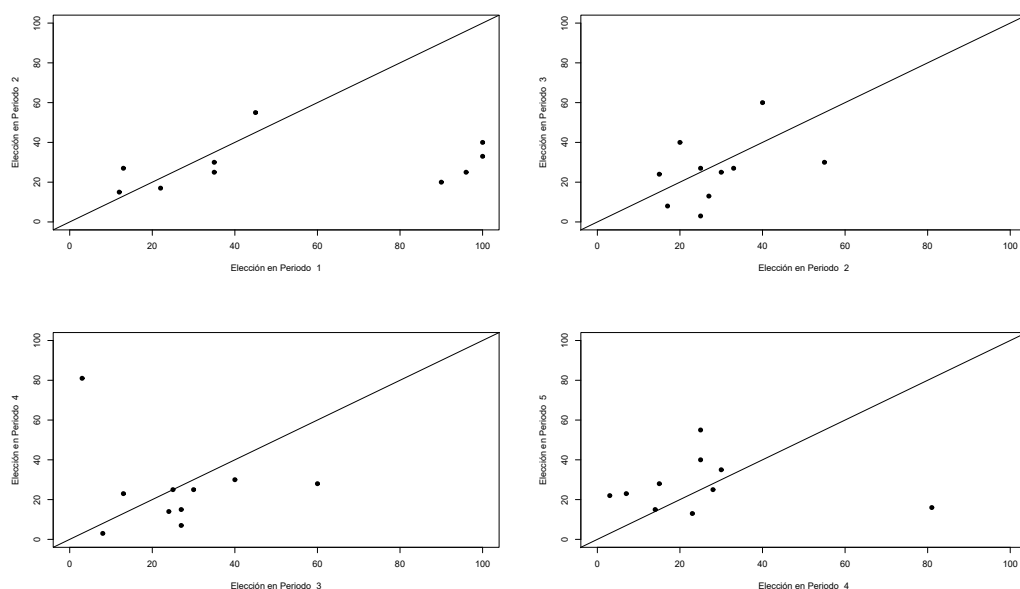 100
80
60
40
20
0
Elección en Periodo 2
0 20 40 60 80 100
Elección en Periodo 1
100
80
60
40
20
0
Elección en Periodo 3
0 20 40 60 80 100
Elección en Periodo 2
100
80
60
40
20
0
Elección en Periodo 4
0 20 40 60 80 100
Elección en Periodo 3
100
80
60
40
20
0
Elección en Periodo 5
0 20 40 60 80 100
Elección en Periodo 4